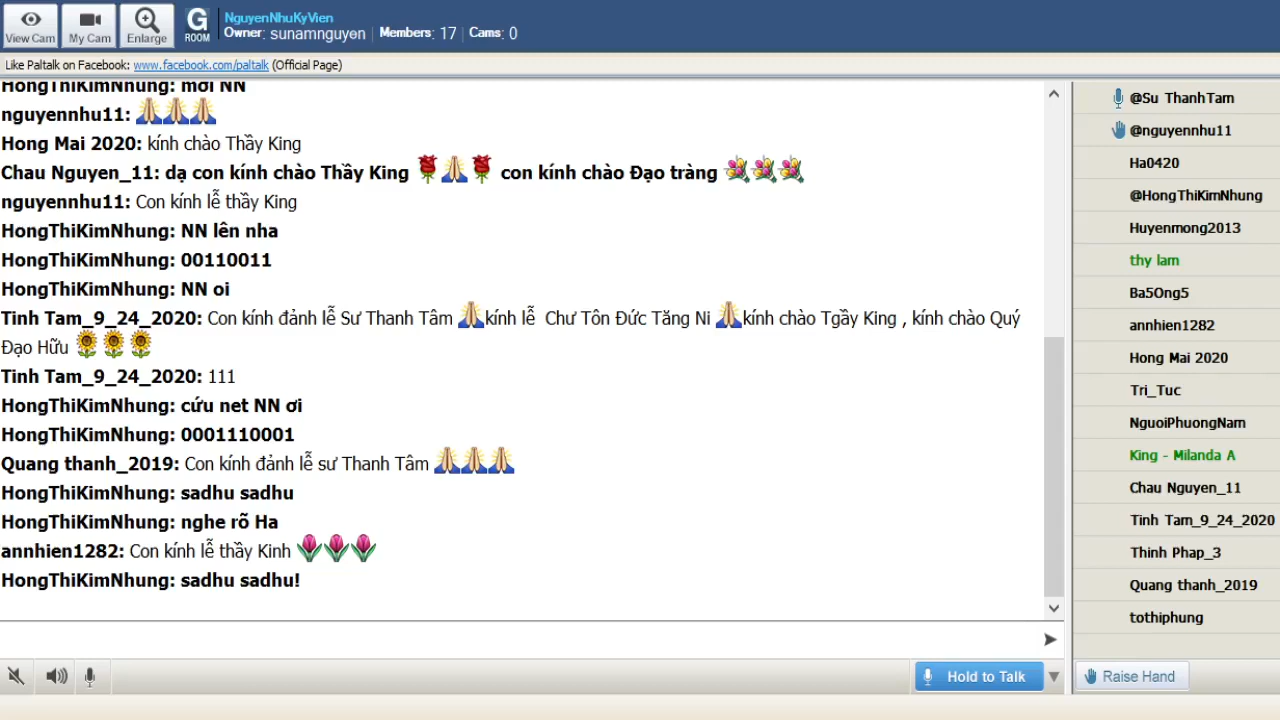 View Cam
My Cam
Enlarge
G
ROOM
NguyenNhuKyVien
Owner: sunamnguyen | Members: 17 | Cams: 0
Like Paltalk on Facebook: www.facebook.com/paltalk (Official Page)
HongThiKimNhung: mời NN
nguyennhu11:
Hong Mai 2020: kính chào Thầy King
Chau Nguyen_11: dạ con kính chào Thầy King con kính chào Đạo tràng
nguyennhu11: Con kính lễ thầy King
HongThiKimNhung: NN lên nha
HongThiKimNhung: 00110011
HongThiKimNhung: NN oi
Tinh Tam_9_24_2020: Con kính đảnh lễ Sư Thanh Tâm kính lễ Chư Tôn Đức Tăng Ni kính chào Tgầy King , kính chào Quý
Đạo Hữu
Tinh Tam_9_24_2020: 111
HongThiKimNhung: cứu net NN ơi
HongThiKimNhung: 0001110001
Quang thanh_2019: Con kính đảnh lễ sư Thanh Tâm
HongThiKimNhung: sadhu sadhu
HongThiKimNhung: nghe rõ Ha
annhien1282: Con kính lễ thầy Kinh
HongThiKimNhung: sadhu sadhu!
@Su ThanhTam
@nguyennhu11
Ha0420
@HongThiKimNhung
Huyenmong2013
thy lam
Ba5Ong5
annhien1282
Hong Mai 2020
Tri_Tuc
NguoiPhuongNam
King - Milanda A
Chau Nguyen_11
Tinh Tam_9_24_2020
Thinh Phap_3
Quang thanh_2019
tothiphung
Hold to Talk
Raise Hand